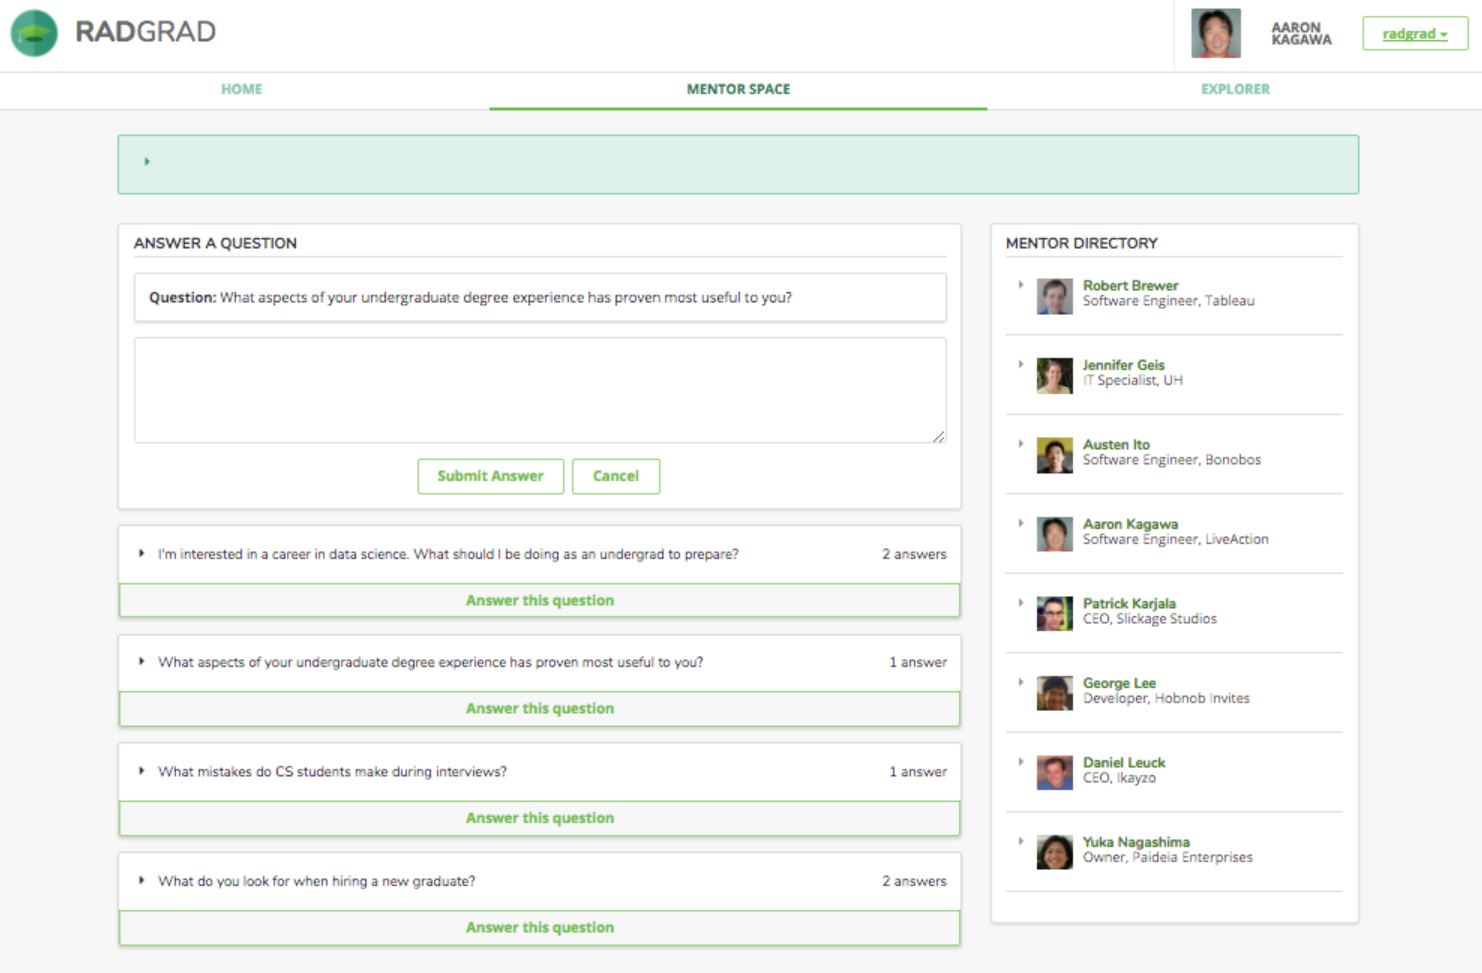 RADGRAD
AARON
KAGAWA
radgrad
HOME
MENTOR SPACE
EXPLORER
ANSWER A QUESTION
Question: What aspects of your undergraduate degree experience has proven most useful to you?
Submit Answer
Cancel
I'm interested in a career in data science. What should I be doing as an undergrad to prepare?
2 answers
Answer this question
What aspects of your undergraduate degree experience has proven most useful to you?
1 answer
Answer this question
What mistakes do CS students make during interviews?
1 answer
Answer this question
What do you look for when hiring a new graduate?
2 answers
Answer this question
MENTOR DIRECTORY
Robert Brewer
Software Engineer, Tableau
Jennifer Geis
IT Specialist, UH
Austen Ito
Software Engineer, Bonobos
Aaron Kagawa
Software Engineer, LiveAction
Patrick Karjala
CEO, Slickage Studios
George Lee
Developer, Hobnob Invites
Daniel Leuck
CEO, Ikayzo
Yuka Nagashima
Owner, Paideia Enterprises